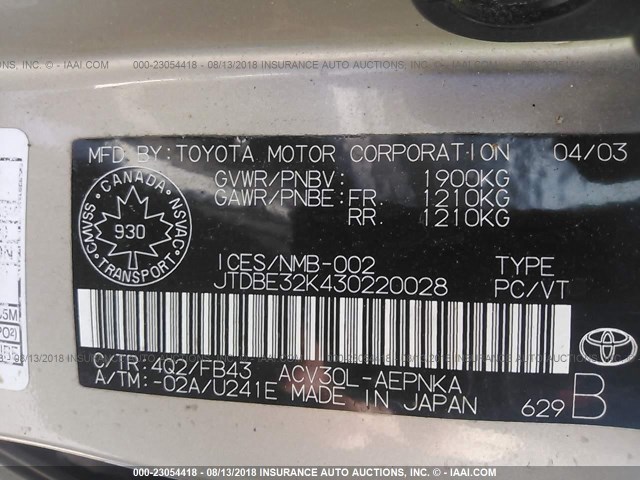 000-23054418 - 08/13/2018 INSURANCE AUTO AUCTIONS, INC. - © IAAI.COM
MFD BY: TOYOTA MOTOR CORPORATION 04/03
GVWR/PNBV: 1900KG
GAWR/PNBE: FR: 1210KG
RR: 1210KG
CANADA
CMVSS NSVAC
930
TRANSPORT
ICES/NMB-002 TYPE
JTDBE32K430220028 PC/VT
C/TR: 4Q2/FB43 ACV30L-AEPNKA
A/TM: -02A/U241E MADE IN JAPAN
629 B
000-23054418 - 08/13/2018 INSURANCE AUTO AUCTIONS, INC. - © IAAI.COM